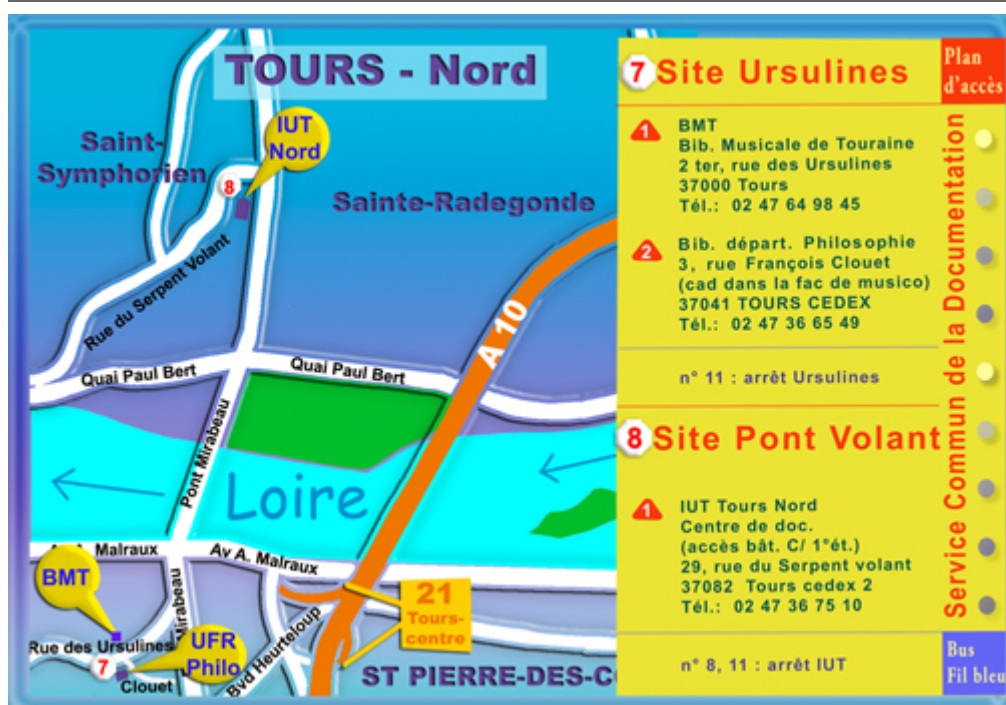 TOURS - Nord
IUT
Nord
Saint-
Symphorien
8
Sainte-Radegonde
Rue du Serpent Volant
A 10
Quai Paul Bert
Quai Paul Bert
Pont Mirabeau
Loire
Malraux
Av A. Malraux
BMT
Mirabeau
21
Tours-
centre
Rue des Ursulines
7
UFR
Philo
Clouet
Bvd Heurteloup
ST PIERRE-DES-C
7 Site Ursulines
1
BMT
Bib. Musicale de Touraine
2 ter, rue des Ursulines
37000 Tours
Tél.: 02 47 64 98 45
2
Bib. départ. Philosophie
3, rue François Clouet
(cad dans la fac de musico)
37041 TOURS CEDEX
Tél.: 02 47 36 65 49
n° 11 : arrêt Ursulines
8 Site Pont Volant
1
IUT Tours Nord
Centre de doc.
(accès bât. C/ 1°ét.)
29, rue du Serpent volant
37082 Tours cedex 2
Tél.: 02 47 36 75 10
n° 8, 11 : arrêt IUT
Plan
d'accès
Service Commun de la Documentation
Bus
Fil bleu